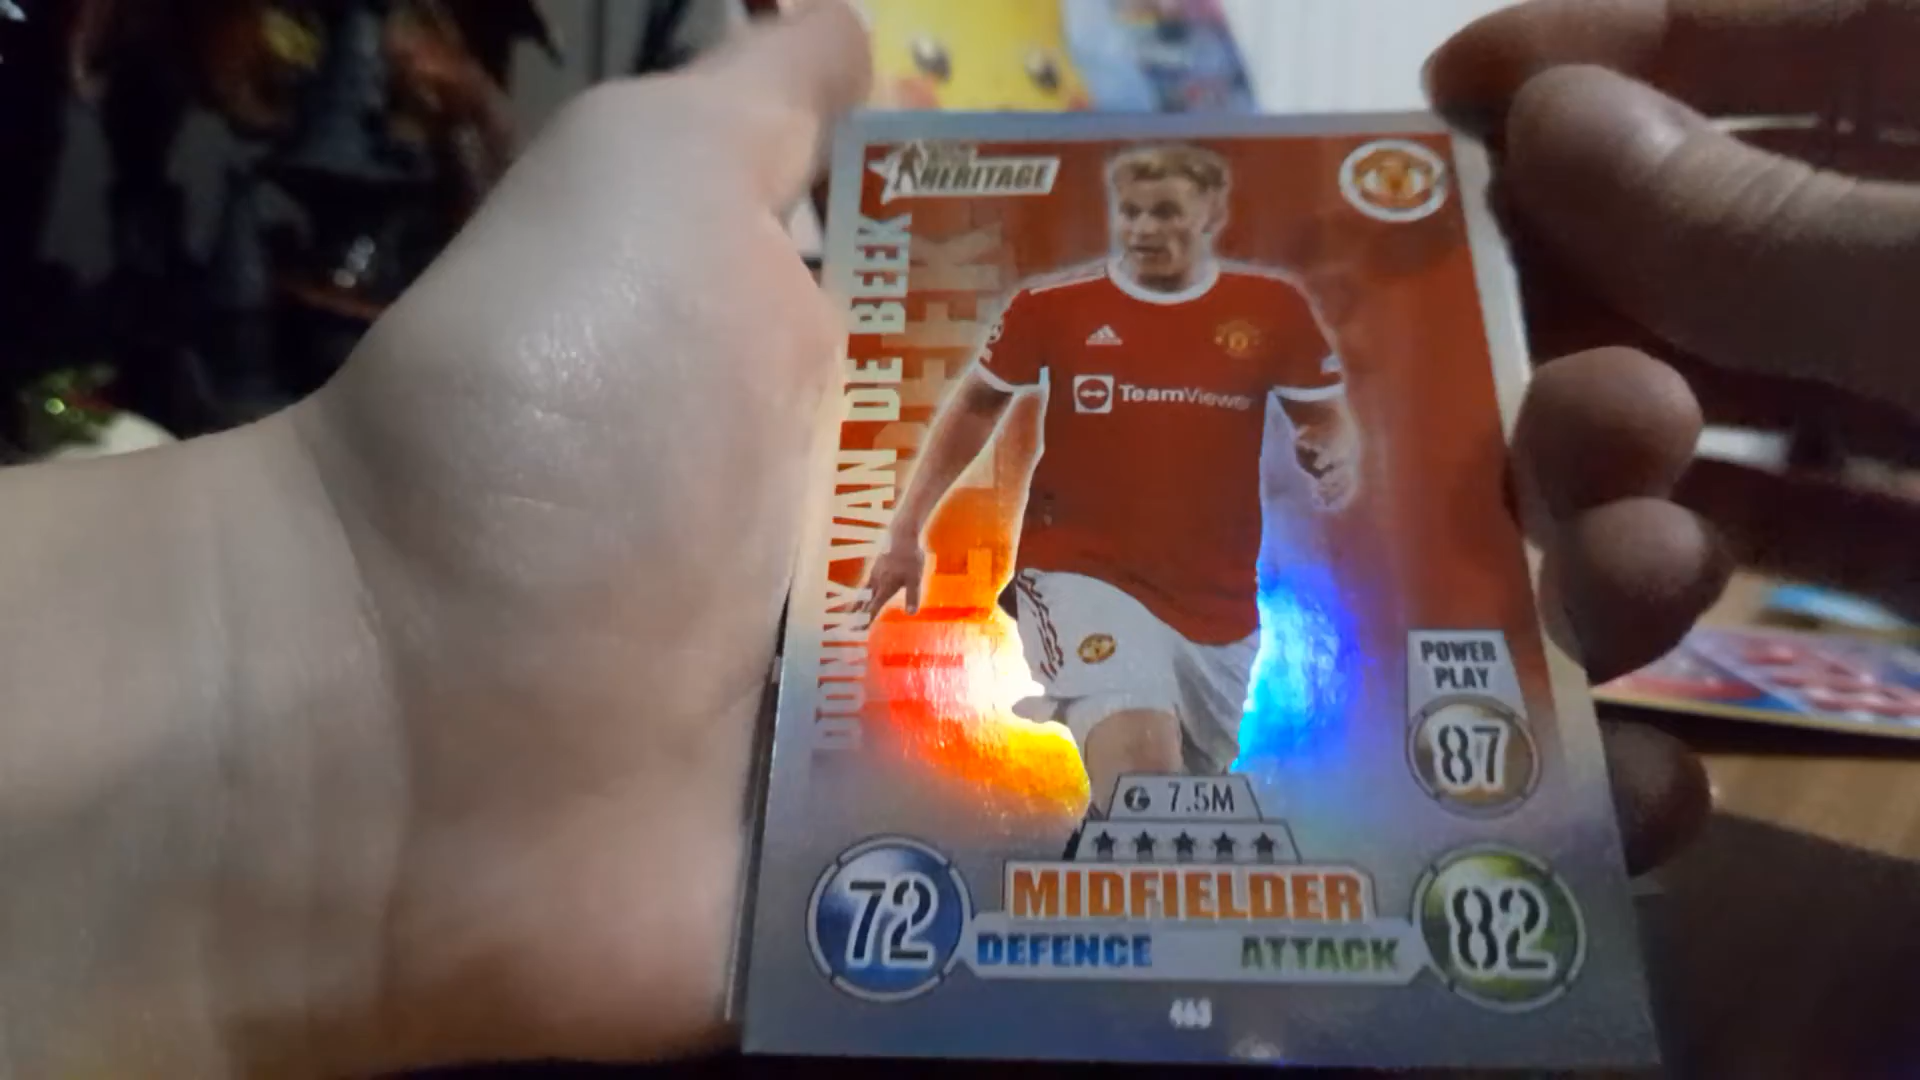 HERITAGE
DONNY VAN DE BEEK
TeamViewer
POWER
PLAY
87
7.5M
MIDFIELDER
72
DEFENCE
ATTACK
82